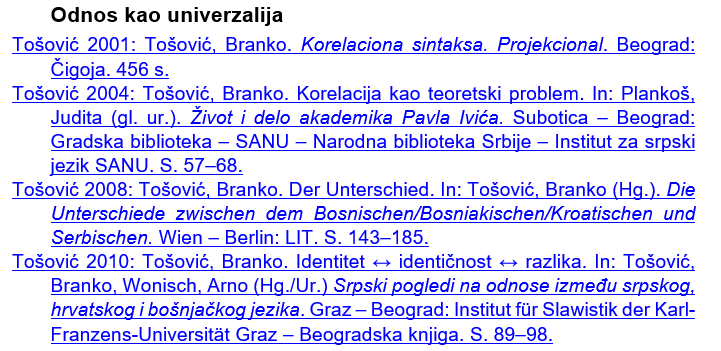 Odnos kao univerzalija
Tošović 2001: Tošović, Branko. Korelaciona sintaksa. Projekcional. Beograd:
Čigoja. 456 s.
Tošović 2004: Tošović, Branko. Korelacija kao teoretski problem. In: Plankoš,
Judita (gl. ur.). Život i delo akademika Pavla Ivića. Subotica – Beograd:
Gradska biblioteka – SANU – Narodna biblioteka Srbije – Institut za srpski
jezik SANU. S. 57–68.
Tošović 2008: Tošović, Branko. Der Unterschied. In: Tošović, Branko (Hg.). Die
Unterschiede zwischen dem Bosnischen/Bosniakischen/Kroatischen und
Serbischen. Wien – Berlin: LIT. S. 143–185.
Tošović 2010: Tošović, Branko. Identitet ↔ identičnost ↔ razlika. In: Tošović,
Branko, Wonisch, Arno (Hg./Ur.) Srpski pogledi na odnose između srpskog,
hrvatskog i bošnjačkog jezika. Graz – Beograd: Institut für Slawistik der Karl-
Franzens-Universität Graz – Beogradska knjiga. S. 89–98.